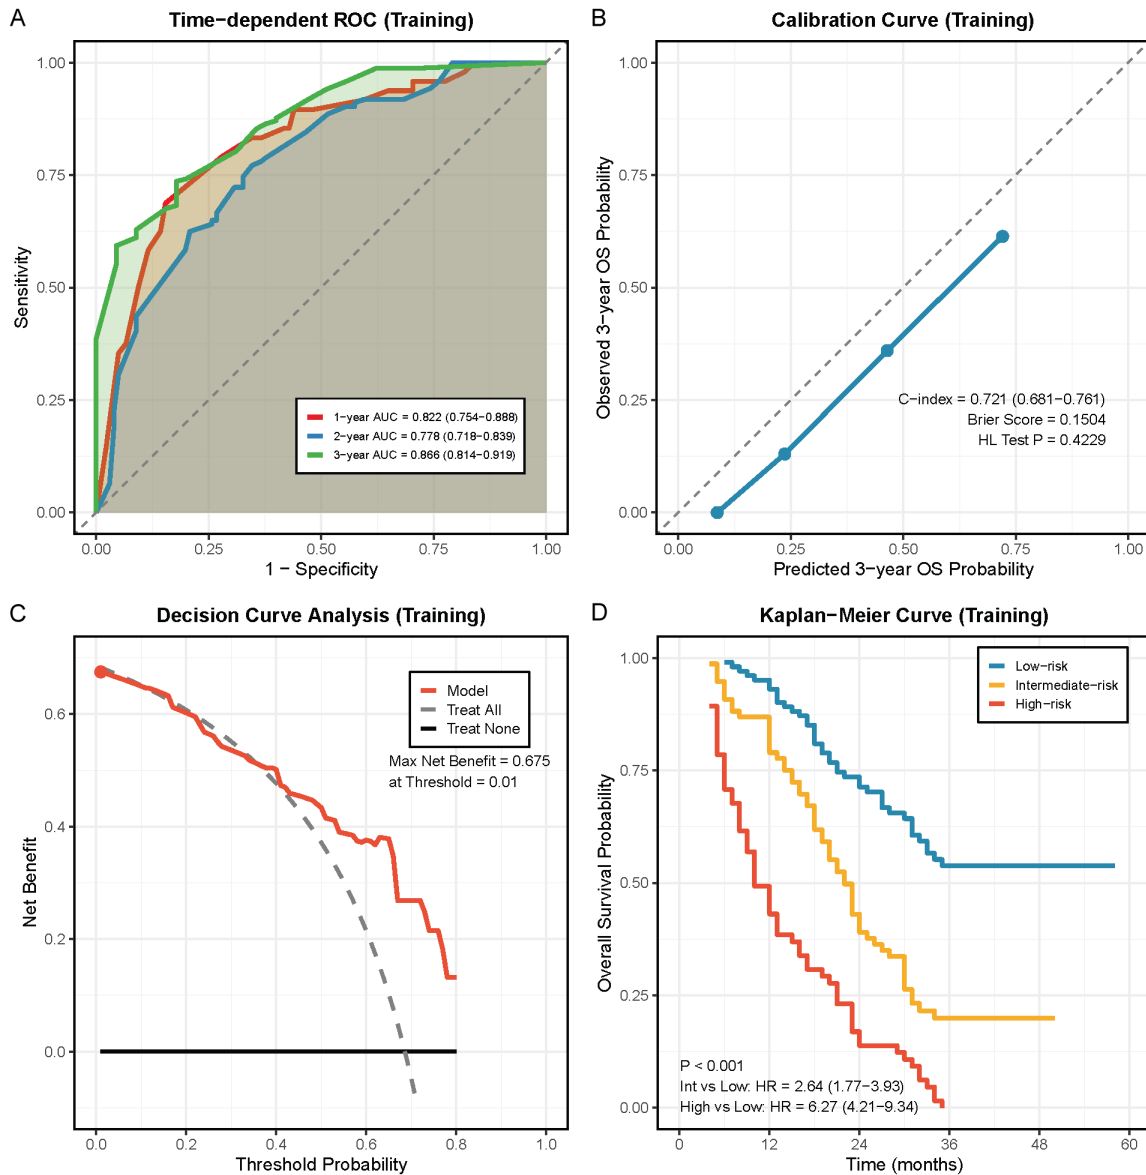 A
Time-dependent ROC (Training)
1.00
0.75
0.50
0.25
0.00
Sensitivity
1-year AUC = 0.822 (0.754-0.888)
2-year AUC = 0.778 (0.718-0.839)
3-year AUC = 0.866 (0.814-0.919)
0.00 0.25 0.50 0.75 1.00
1 - Specificity
B
Calibration Curve (Training)
1.00
0.75
0.50
0.25
0.00
Observed 3-year OS Probability
C-index = 0.721 (0.681-0.761)
Brier Score = 0.1504
HL Test P = 0.4229
0.00 0.25 0.50 0.75 1.00
Predicted 3-year OS Probability
C
Decision Curve Analysis (Training)
0.6
0.4
0.2
0.0
Net Benefit
Model
Treat All
Treat None
Max Net Benefit = 0.675
at Threshold = 0.01
0.0 0.2 0.4 0.6 0.8 1.0
Threshold Probability
D
Kaplan-Meier Curve (Training)
1.00
0.75
0.50
0.25
0.00
Overall Survival Probability
Low-risk
Intermediate-risk
High-risk
P < 0.001
Int vs Low: HR = 2.64 (1.77-3.93)
High vs Low: HR = 6.27 (4.21-9.34)
0 12 24 36 48 60
Time (months)